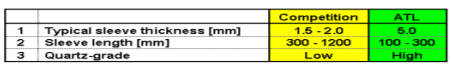 Competition ATL
1 Typical sleeve thickness [mm] 1.5 - 2.0 5.0
2 Sleeve length [mm] 300 - 1200 100 - 300
3 Quartz-grade Low High